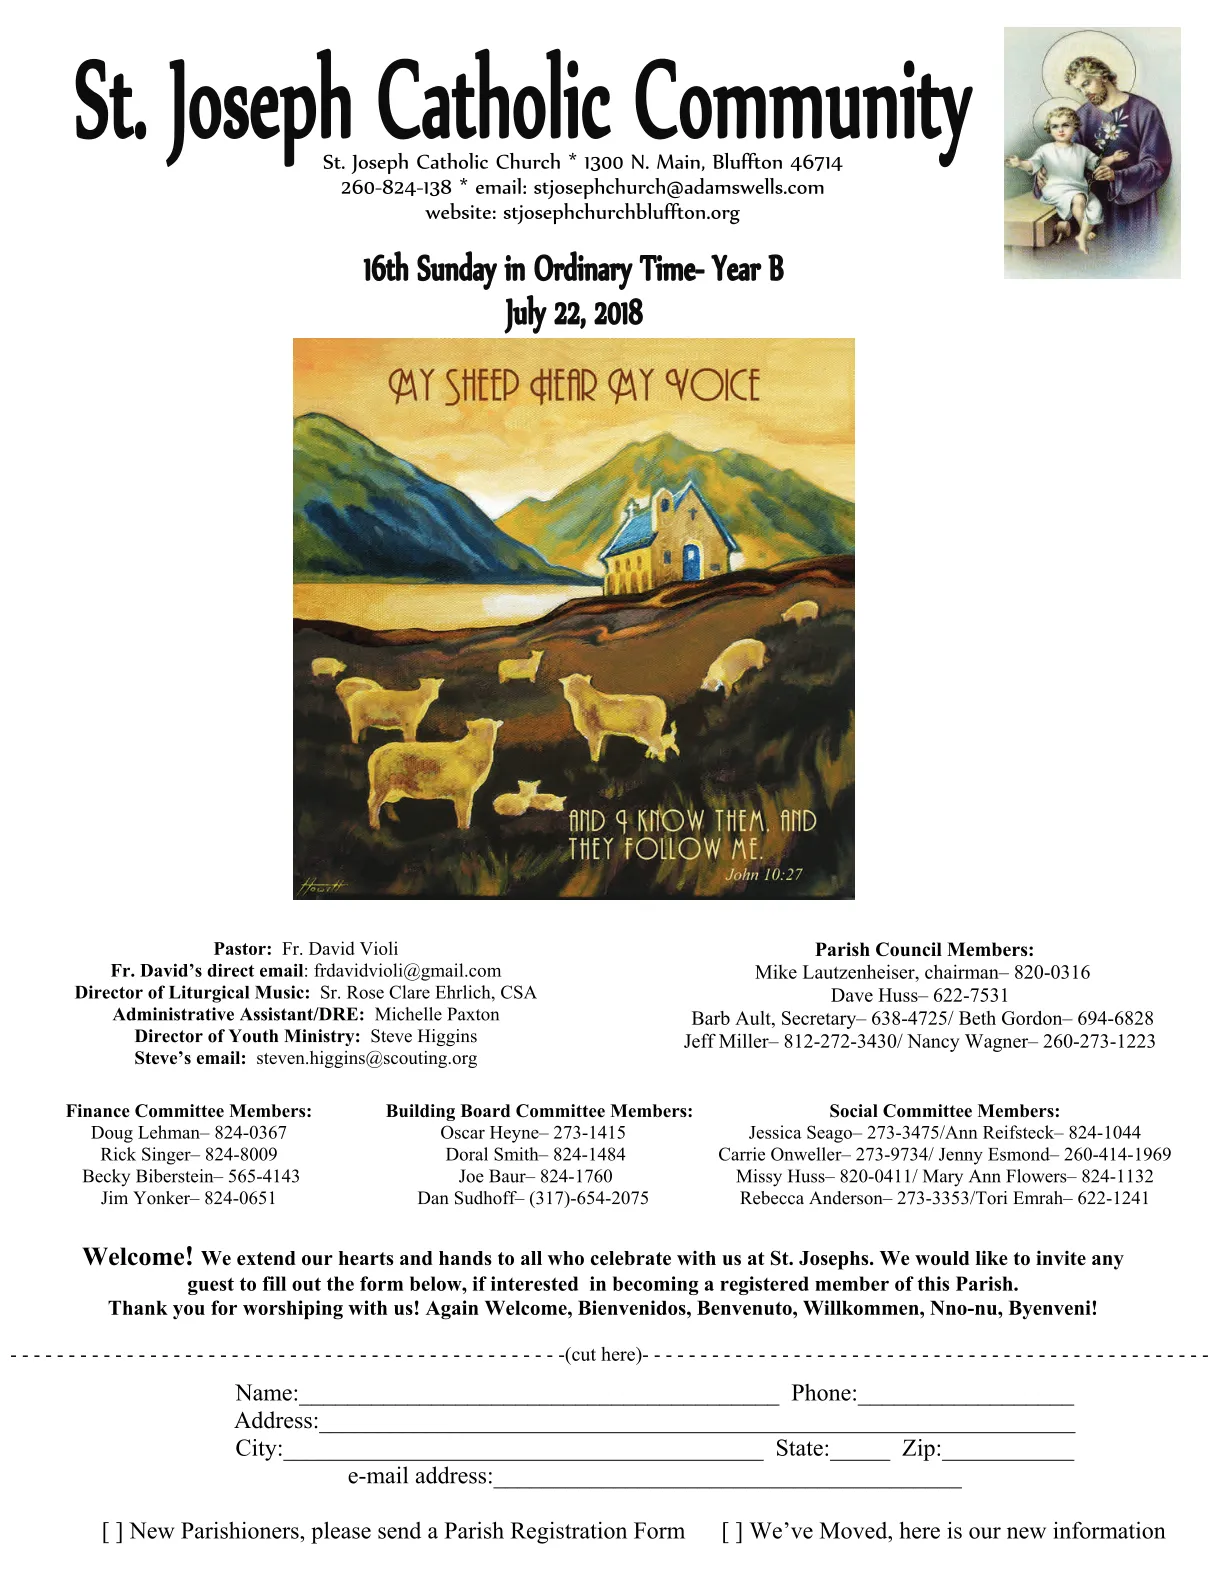 St. Joseph Catholic Community
St. Joseph Catholic Church * 1300 N. Main, Bluffton 46714
260-824-138 * email: stjosephchurch@adamswells.com
website: stjosephchurchbluffton.org
16th Sunday in Ordinary Time- Year B
July 22, 2018
MY SHEEP HEAR MY VOICE
AND I KNOW THEM, AND
THEY FOLLOW ME.
John 10:27
Howitt
Pastor: Fr. David Violi
Fr. David's direct email: frdavidvioli@gmail.com
Director of Liturgical Music: Sr. Rose Clare Ehrlich, CSA
Administrative Assistant/DRE: Michelle Paxton
Director of Youth Ministry: Steve Higgins
Steve's email: steven.higgins@scouting.org
Parish Council Members:
Mike Lautzenheiser, chairman– 820-0316
Dave Huss– 622-7531
Barb Ault, Secretary– 638-4725/ Beth Gordon– 694-6828
Jeff Miller– 812-272-3430/ Nancy Wagner– 260-273-1223
Finance Committee Members:
Doug Lehman– 824-0367
Rick Singer– 824-8009
Becky Biberstein– 565-4143
Jim Yonker– 824-0651
Building Board Committee Members:
Oscar Heyne– 273-1415
Doral Smith– 824-1484
Joe Baur– 824-1760
Dan Sudhoff– (317)-654-2075
Social Committee Members:
Jessica Seago– 273-3475/Ann Reifsteck– 824-1044
Carrie Onweller– 273-9734/ Jenny Esmond– 260-414-1969
Missy Huss– 820-0411/ Mary Ann Flowers– 824-1132
Rebecca Anderson– 273-3353/Tori Emrah– 622-1241
Welcome! We extend our hearts and hands to all who celebrate with us at St. Josephs. We would like to invite any
guest to fill out the form below, if interested in becoming a registered member of this Parish.
Thank you for worshiping with us! Again Welcome, Bienvenidos, Benvenuto, Willkommen, Nno-nu, Byenveni!
- - - - - - - - - - - - - - - - - - - - - - - - - - - - - - - - - - - - - - - - - - - - - - - -(cut here)- - - - - - - - - - - - - - - - - - - - - - - - - - - - - - - - - - - - - - - - - - - - - - - - -
Name:________________________________________ Phone:__________________
Address:_______________________________________________________________
City:________________________________________ State:_____ Zip:___________
e-mail address:_______________________________________
[ ] New Parishioners, please send a Parish Registration Form [ ] We've Moved, here is our new information